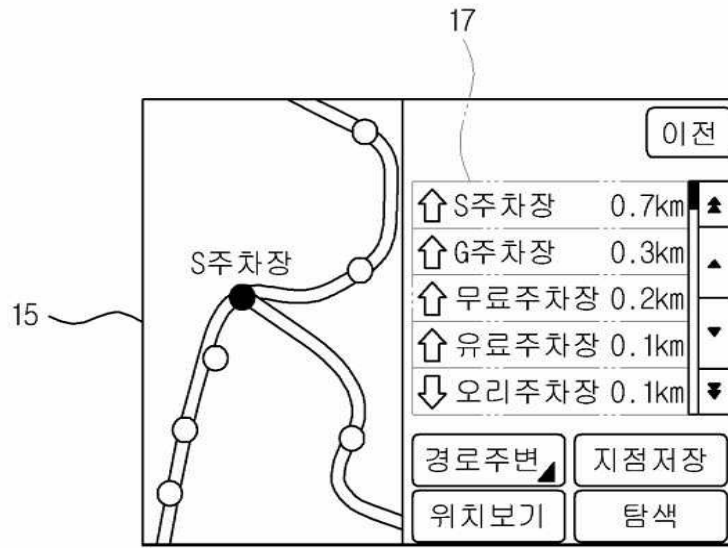 17
이전
S주차장 0.7km
G주차장 0.3km
무료주차장 0.2km
유료주차장 0.1km
오리주차장 0.1km
S주차장
15
경로주변 지점저장
위치보기 탐색